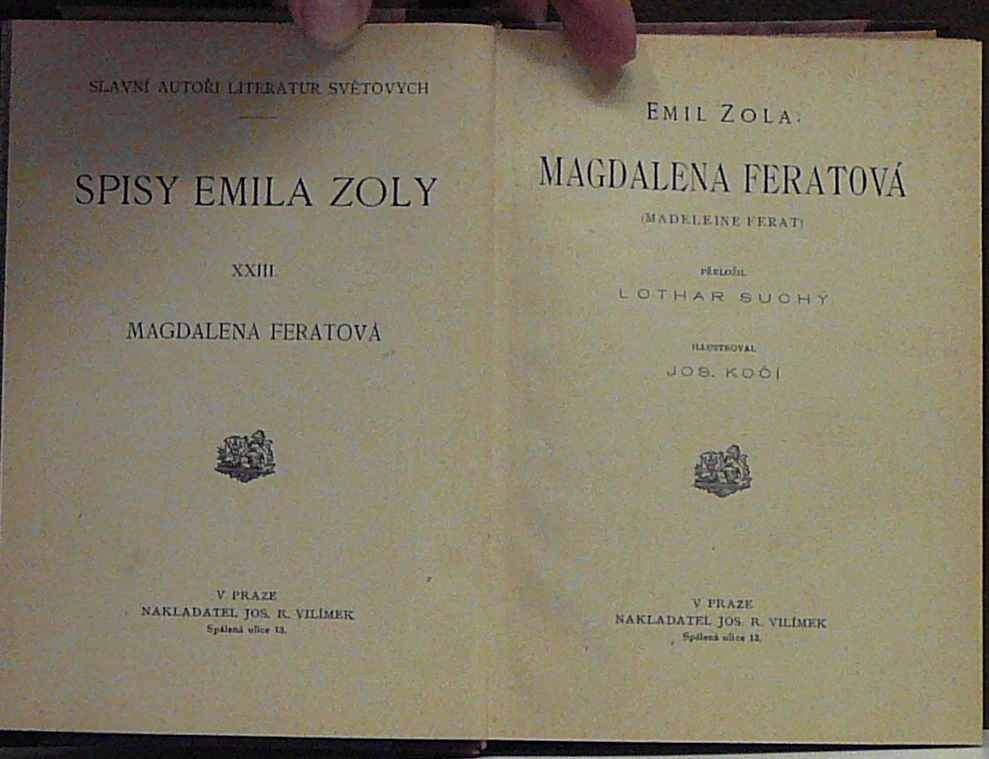 SLAVNÍ AUTOŘI LITERATUR SVĚTOVYCH
SPISY EMILA ZOLY
XXIII.
MAGDALENA FERATOVÁ
V PRAZE
NAKLADATEL JOS. R. VILÍMEK
Spálená ulice 13.
EMIL ZOLA:
MAGDALENA FERATOVÁ
(MADELEINE FERAT)
PŘELOŽIL
LOTHAR SUCHÝ
ILLUSTROVAL
JOS. KOČÍ
V PRAZE
NAKLADATEL JOS. R. VILÍMEK
Spálená ulice 13.